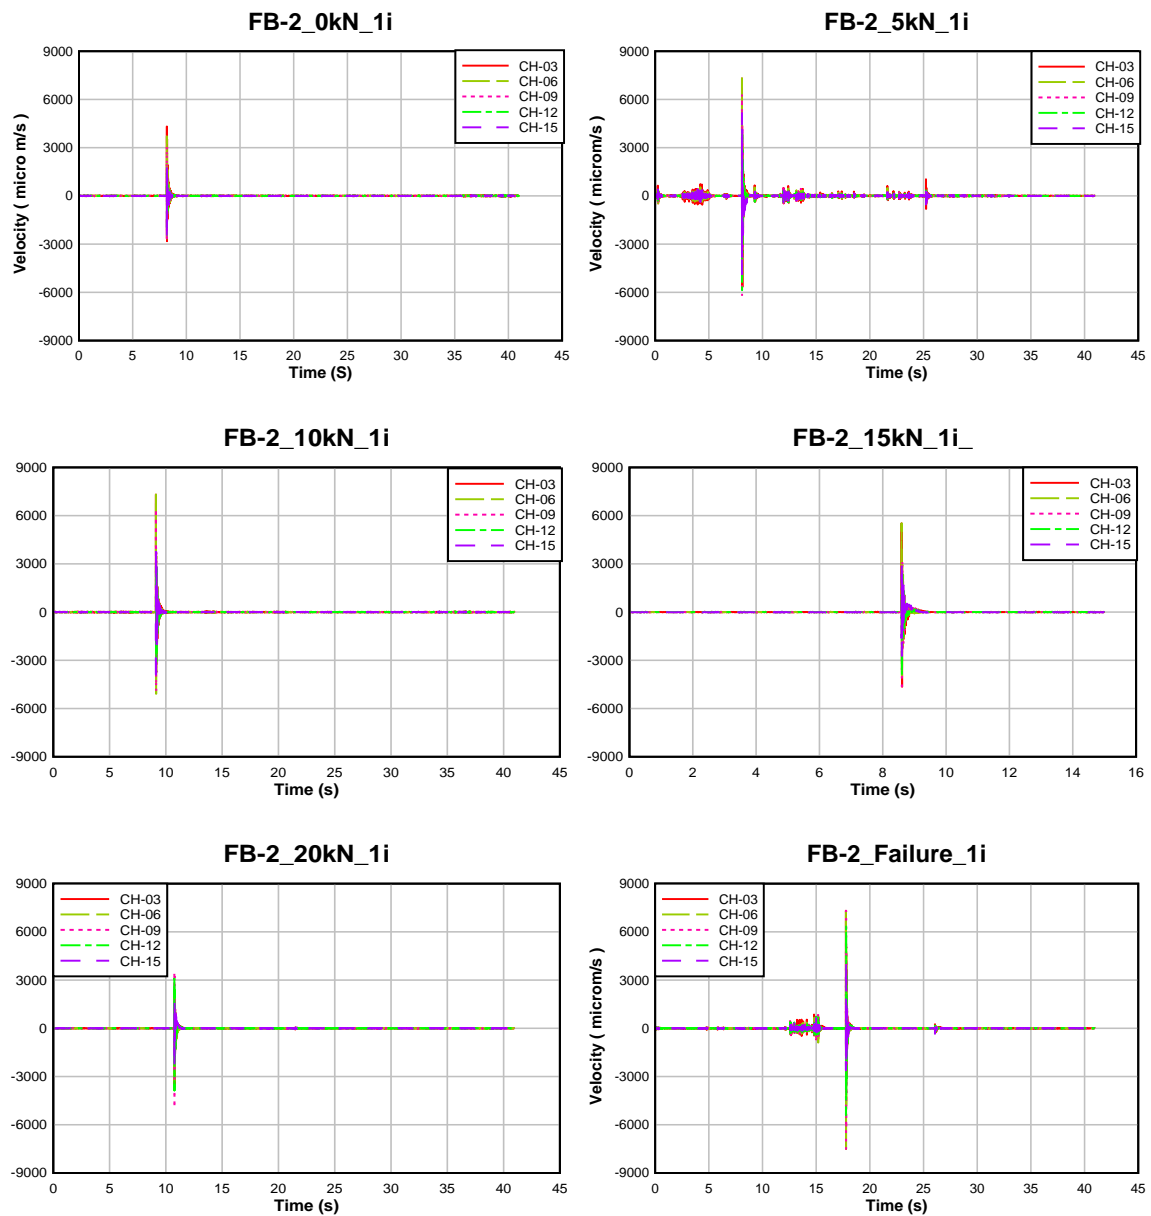 FB-2_0kN_1i
9000
6000
3000
0
-3000
-6000
-9000
Velocity ( micro m/s )
0 5 10 15 20 25 30 35 40 45
Time (S)
CH-03
CH-06
CH-09
CH-12
CH-15
FB-2_5kN_1i
9000
6000
3000
0
-3000
-6000
-9000
Velocity ( microm/s )
0 5 10 15 20 25 30 35 40 45
Time (s)
CH-03
CH-06
CH-09
CH-12
CH-15
FB-2_10kN_1i
9000
6000
3000
0
-3000
-6000
-9000
0 5 10 15 20 25 30 35 40 45
Time (s)
CH-03
CH-06
CH-09
CH-12
CH-15
FB-2_15kN_1i_
9000
6000
3000
0
-3000
-6000
-9000
0 2 4 6 8 10 12 14 16
Time (s)
CH-03
CH-06
CH-09
CH-12
CH-15
FB-2_20kN_1i
9000
6000
3000
0
-3000
-6000
-9000
0 5 10 15 20 25 30 35 40 45
Time (s)
CH-03
CH-06
CH-09
CH-12
CH-15
FB-2_Failure_1i
9000
6000
3000
0
-3000
-6000
-9000
Velocity ( microm/s )
0 5 10 15 20 25 30 35 40 45
Time (s)
CH-03
CH-06
CH-09
CH-12
CH-15